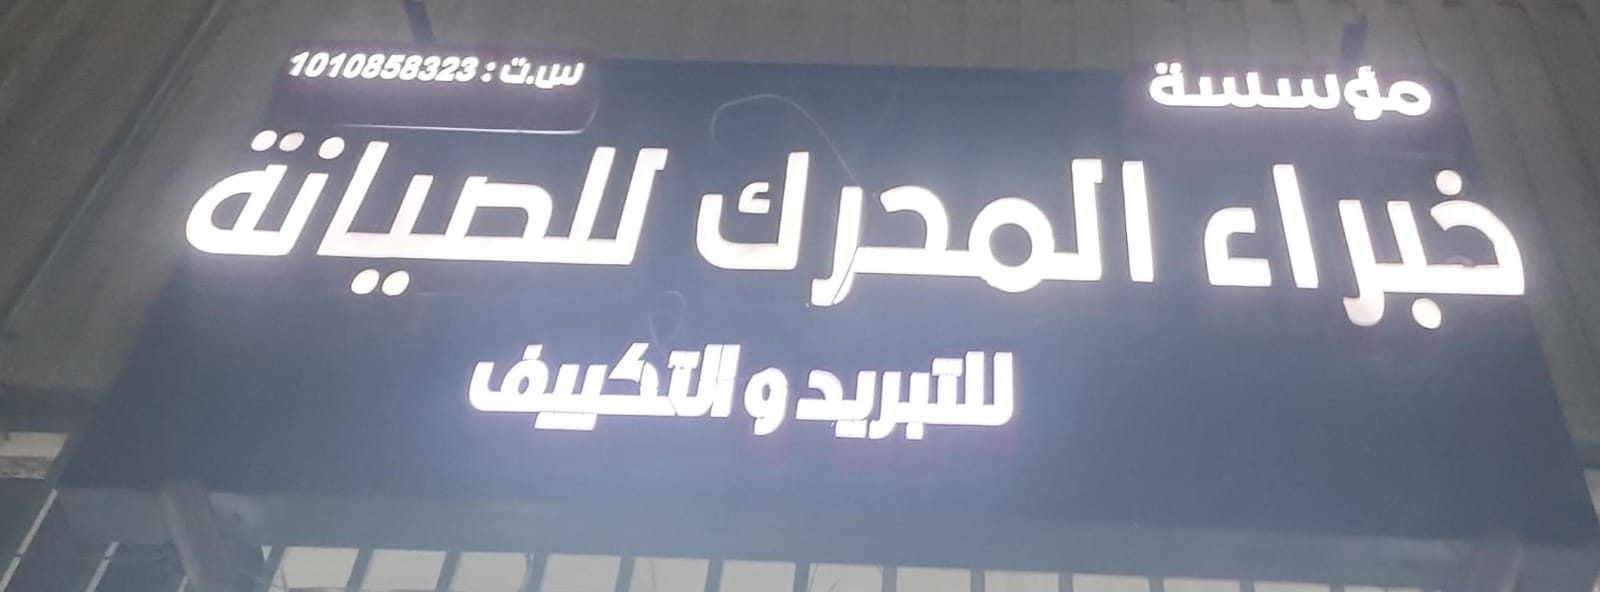 مؤسسة
س.ت : 1010858323
خبراء المحرك للصيانة
للتبريد و التكييف